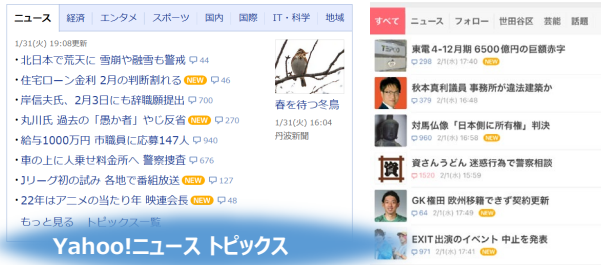 ニュース 経済 エンタメ スポーツ 国内 国際 IT・科学 地域
1/31(火) 19:08更新
・北日本で荒天に 雪崩や融雪も警戒 44
・住宅ローン金利 2月の判断割れる NEW 46
・岸信夫氏、2月3日にも辞職願提出 700
・丸川氏 過去の「愚か者」やじ反省 NEW 270
・給与1000万円 市職員に応募147人 940
・車の上に人乗せ料金所へ 警察捜査 676
・Jリーグ初の試み 各地で番組放送 NEW 127
・22年はアニメの当たり年 映連会長 NEW 48
もっと見る トピックス一覧
春を待つ冬鳥
1/31(火) 16:04
丹波新聞
Yahoo!ニュース トピックス
すべて ニュース フォロー 世田谷区 芸能 話題
東電4-12月期 6500億円の巨額赤字
298 2/1(水) 17:40 NEW
秋本真利議員 事務所が違法建築か
379 2/1(水) 16:48
対馬仏像「日本側に所有権」判決
960 2/1(水) 16:58 NEW
資さんうどん 迷惑行為で警察相談
1520 2/1(水) 15:59
GK権田 欧州移籍できず契約更新
64 2/1(水) 17:49 NEW
EXIT出演のイベント 中止を発表
971 2/1(水) 17:41 NEW